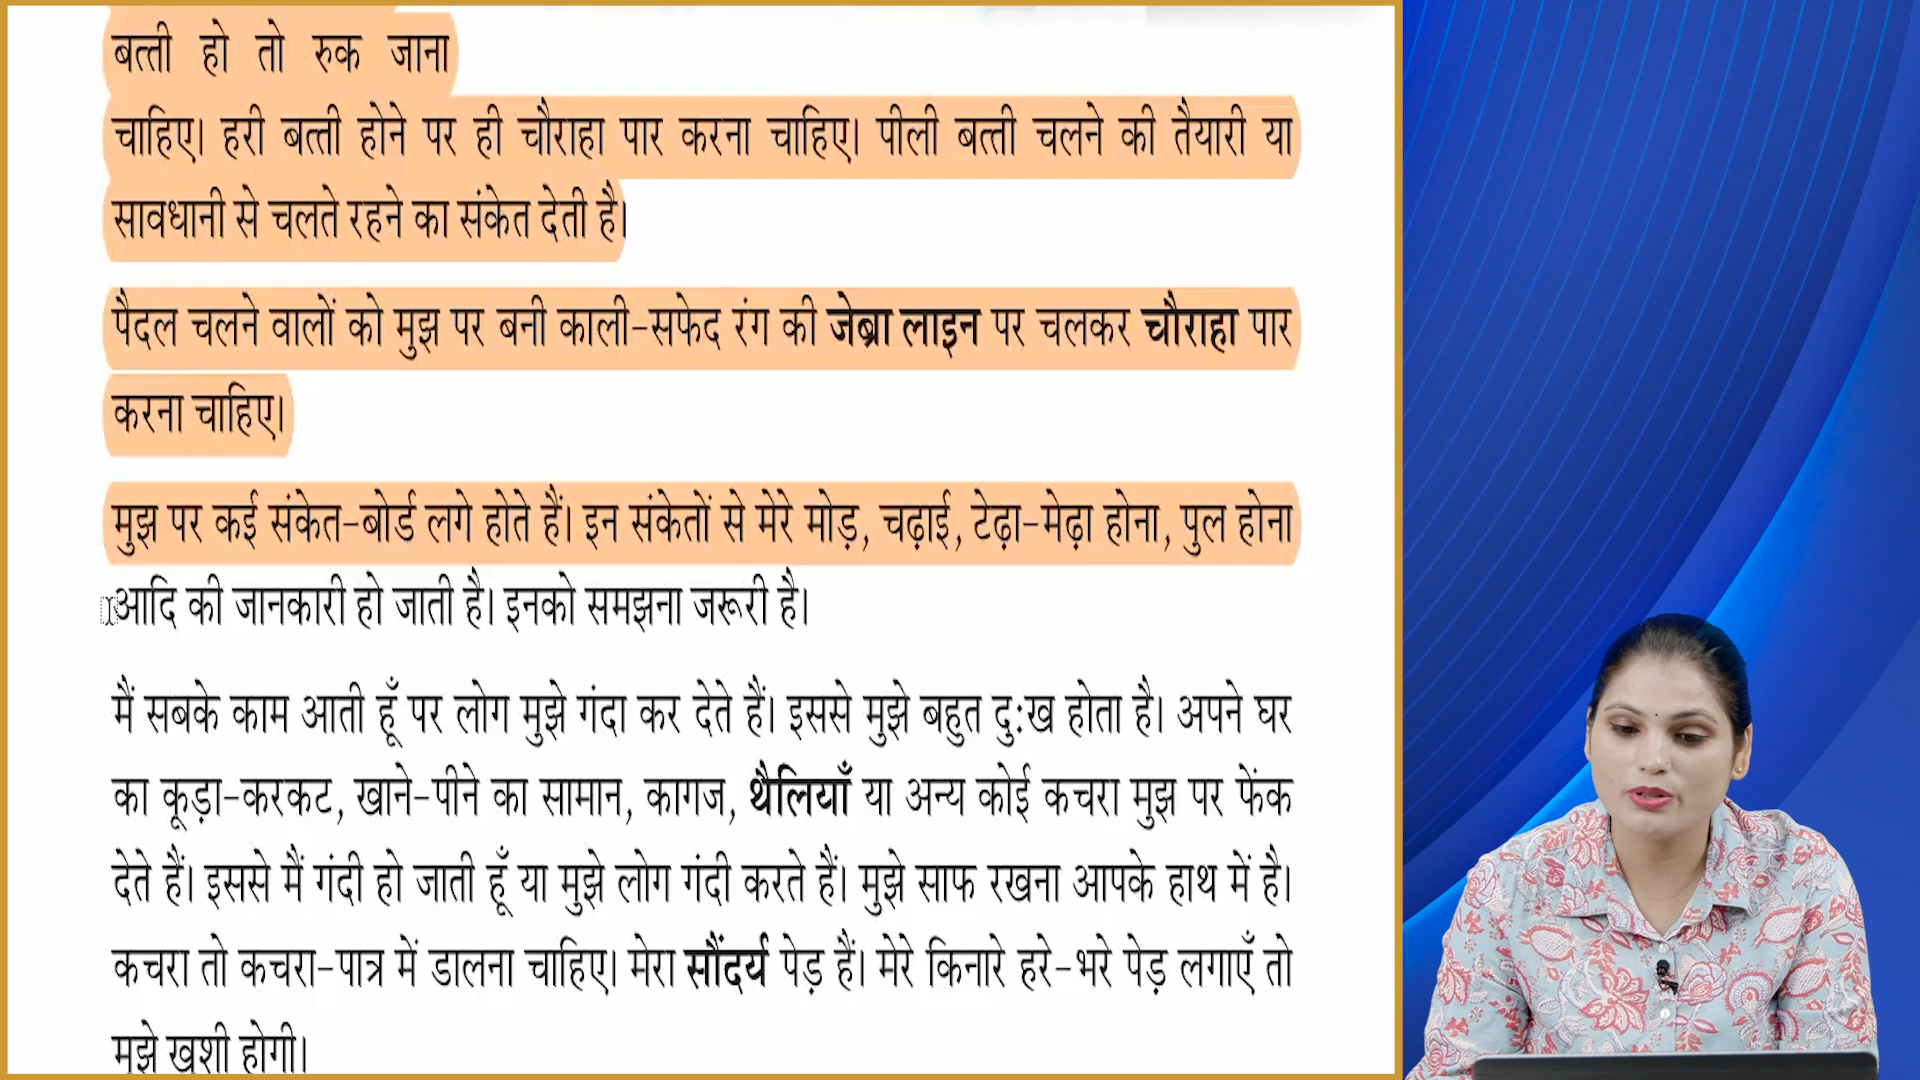 बत्ती हो तो रुक जाना
चाहिए। हरी बत्ती होने पर ही चौराहा पार करना चाहिए। पीली बत्ती चलने की तैयारी या
सावधानी से चलते रहने का संकेत देती है।
पैदल चलने वालों को मुझ पर बनी काली-सफेद रंग की जेब्रा लाइन पर चलकर चौराहा पार
करना चाहिए।
मुझ पर कई संकेत-बोर्ड लगे होते हैं। इन संकेतों से मेरे मोड़, चढ़ाई, टेढ़ा-मेढ़ा होना, पुल होना
आदि की जानकारी हो जाती है। इनको समझना जरूरी है।
मैं सबके काम आती हूँ पर लोग मुझे गंदा कर देते हैं। इससे मुझे बहुत दु:ख होता है। अपने घर
का कूड़ा-करकट, खाने-पीने का सामान, कागज, थैलियाँ या अन्य कोई कचरा मुझ पर फेंक
देते हैं। इससे मैं गंदी हो जाती हूँ या मुझे लोग गंदी करते हैं। मुझे साफ रखना आपके हाथ में है।
कचरा तो कचरा-पात्र में डालना चाहिए। मेरा सौंदर्य पेड़ हैं। मेरे किनारे हरे-भरे पेड़ लगाएँ तो
मुझे खुशी होगी।